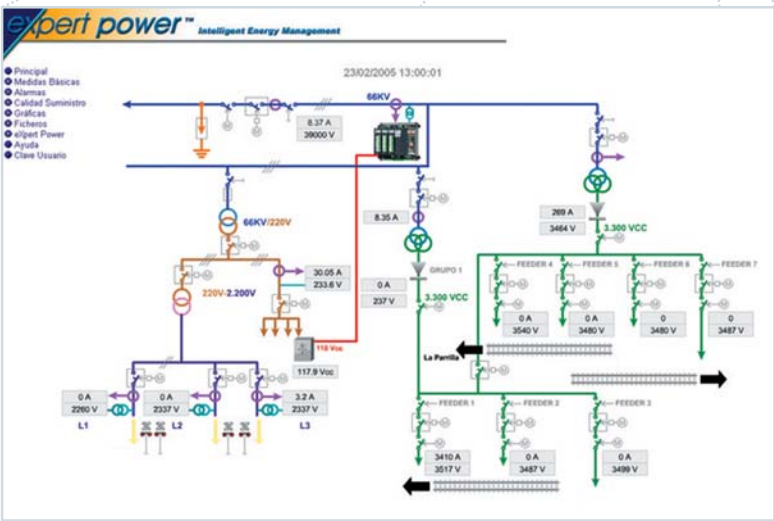 expert power ™ Intelligent Energy Management
23/02/2005 13:00:01
Principal
Medidas Básicas
Alarmas
Calidad Suministro
Gráficas
Ficheros
eXpert Power
Ayuda
Clave Usuario
66KV
8.37 A
39000 V
66KV/220V
8.35 A
269 A
3464 V
3.300 VCC
GRUPO 1
0 A
237 V
3.300 VCC
30.05 A
233.6 V
220V-2.200V
110 Vcc
117.9 Vcc
FEEDER 4
FEEDER 5
FEEDER 6
FEEDER 7
0 A
3540 V
0 A
3480 V
0
3480 V
0
3487 V
La Parrilla
0 A
2260 V
0 A
2337 V
3.2 A
2337 V
L1
L2
L3
FEEDER 1
FEEDER 2
FEEDER 3
3410 A
3517 V
0 A
3487 V
0 A
3499 V